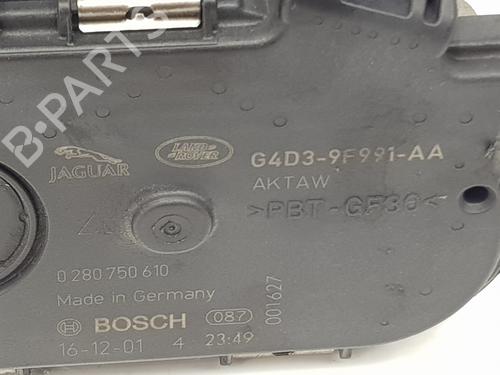 B-PARTS
JAGUAR
LAND ROVER
G4D3-9F991-AA
AKTAW
>PBT-GF30<
0 280 750 610
Made in Germany
BOSCH
087
001627
16-12-01 4 23:49